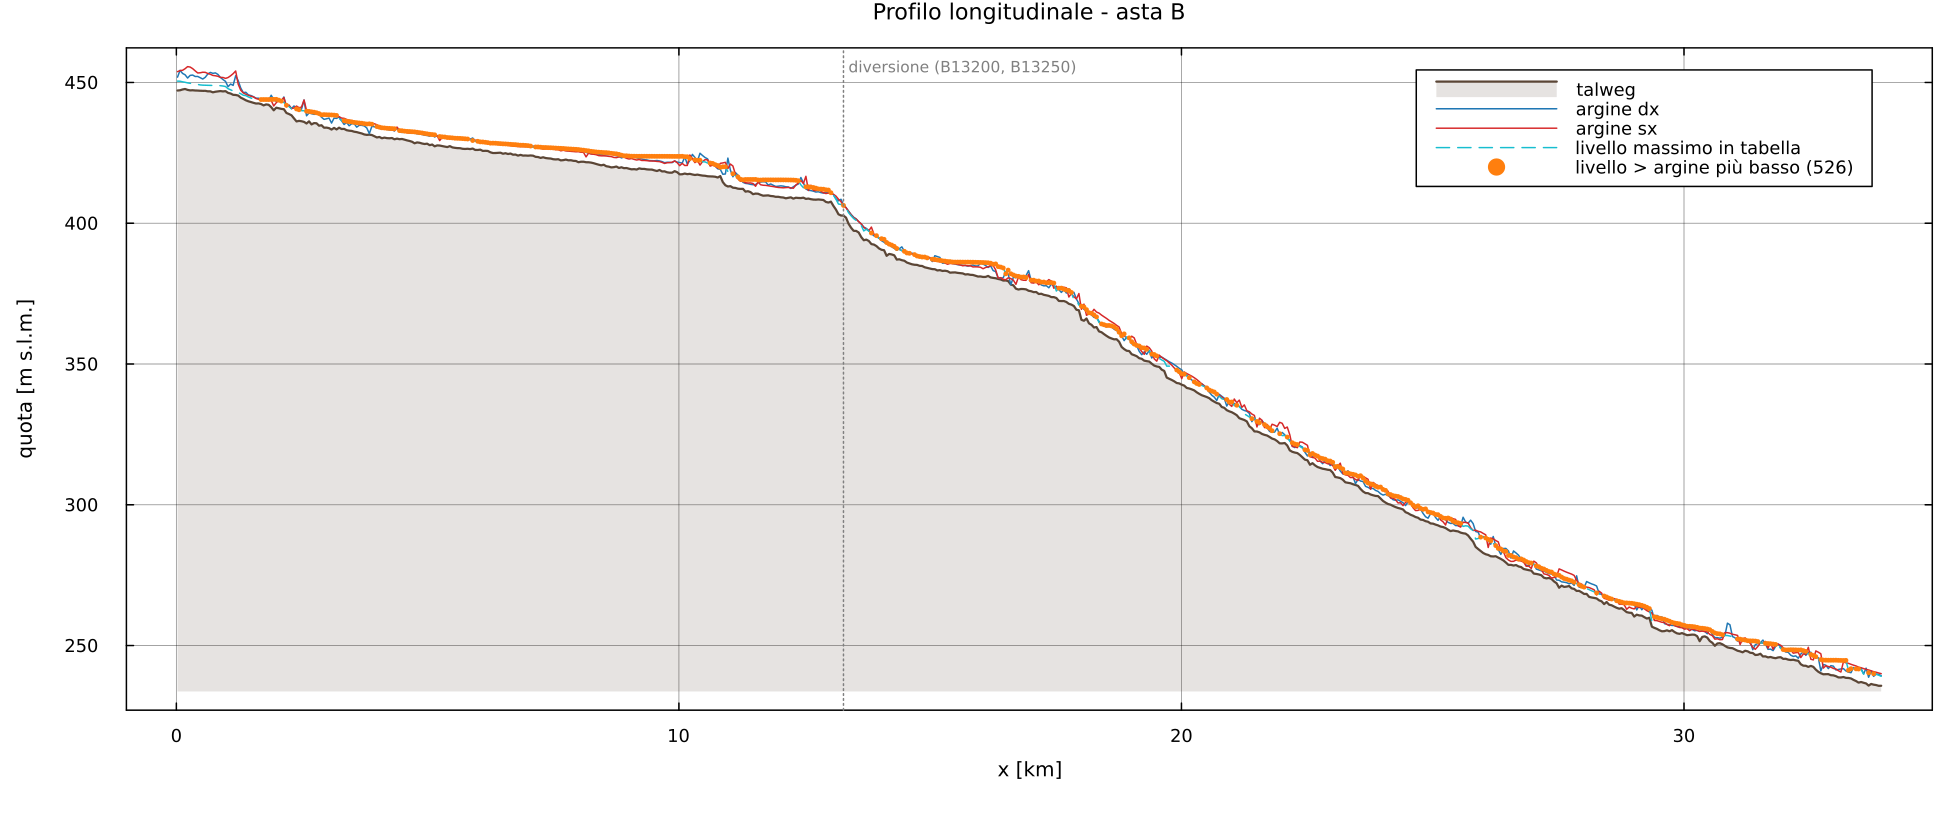 Profilo longitudinale - asta B
diversione (B13200, B13250)
talweg
argine dx
argine sx
livello massimo in tabella
livello > argine più basso (526)
450
400
350
300
250
quota [m s.l.m.]
0
10
20
30
x [km]